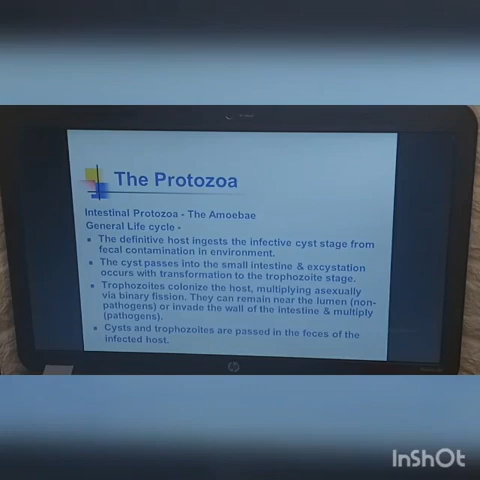 The Protozoa
Intestinal Protozoa - The Amoebae
General Life cycle -
The definitive host ingests the infective cyst stage from
fecal contamination in environment.
The cyst passes into the small intestine & excystation
occurs with transformation to the trophozoite stage.
Trophozoites colonize the host, multiplying asexually
via binary fission. They can remain near the lumen (non-
pathogens) or invade the wall of the intestine & multiply
(pathogens).
Cysts and trophozoites are passed in the feces of the
infected host.
hp
InShOt